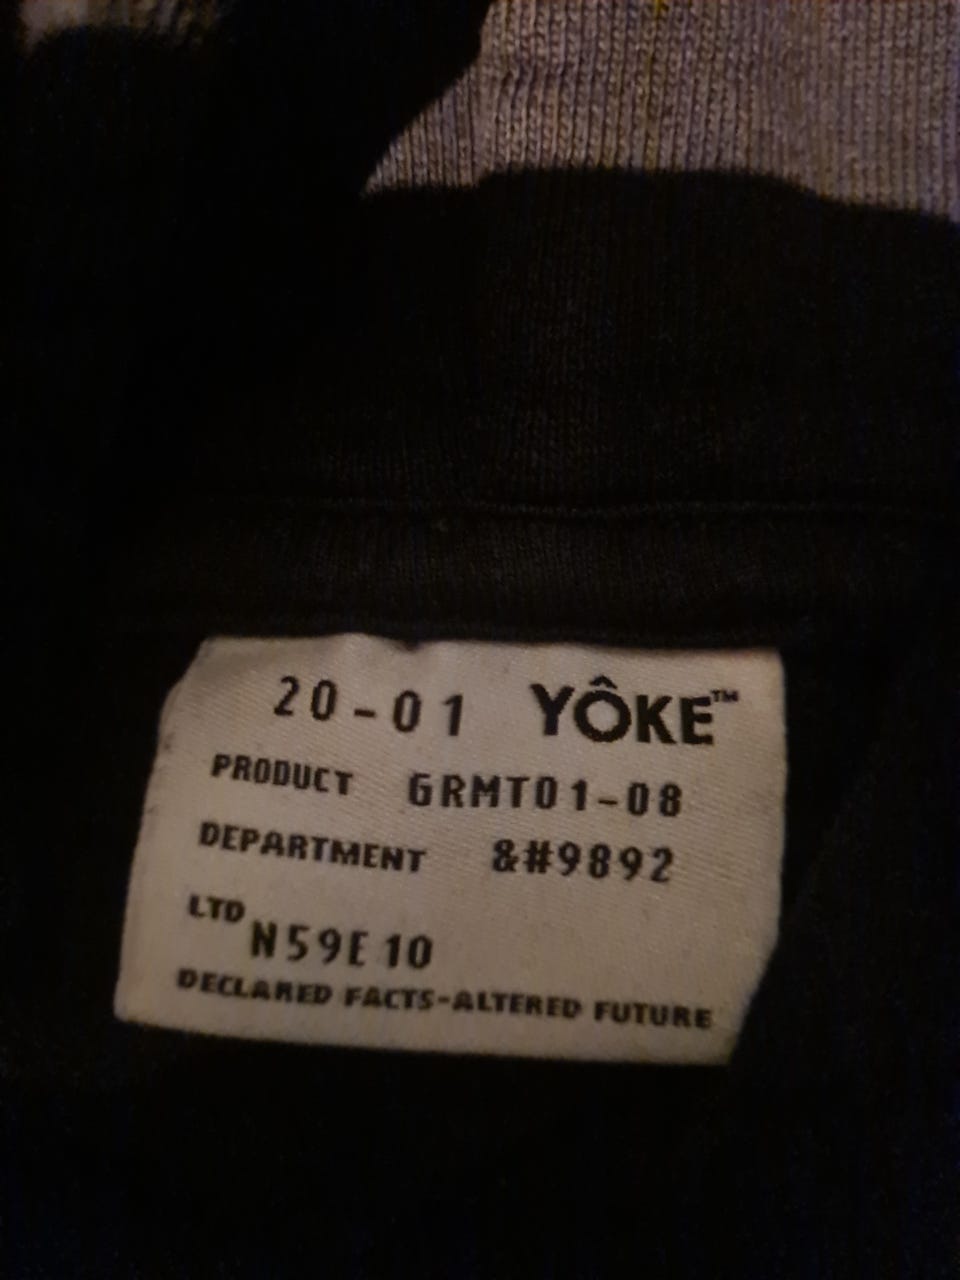 20-01 YÔKE™
PRODUCT GRMT01-08
DEPARTMENT &#9892
LTD N59E10
DECLARED FACTS-ALTERED FUTURE